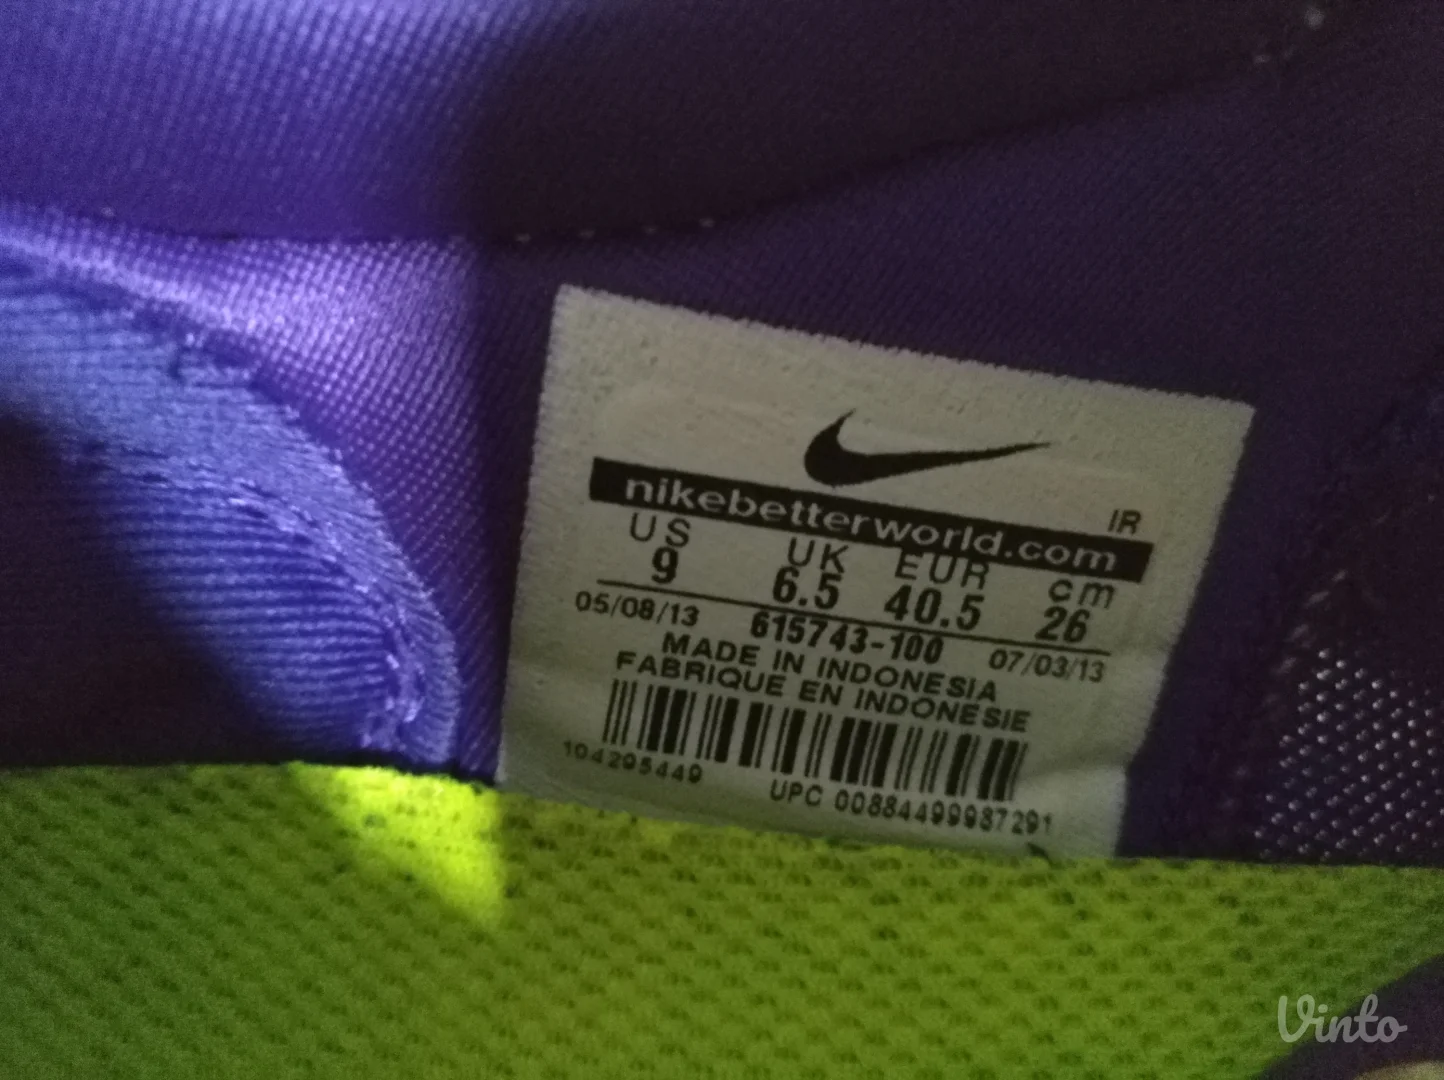 IR
nikebetterworld.com
US UK EUR cm
9 6.5 40.5 26
05/08/13 615743-100 07/03/13
MADE IN INDONESIA
FABRIQUE EN INDONESIE
104295449
UPC 00884499987291
Vinto